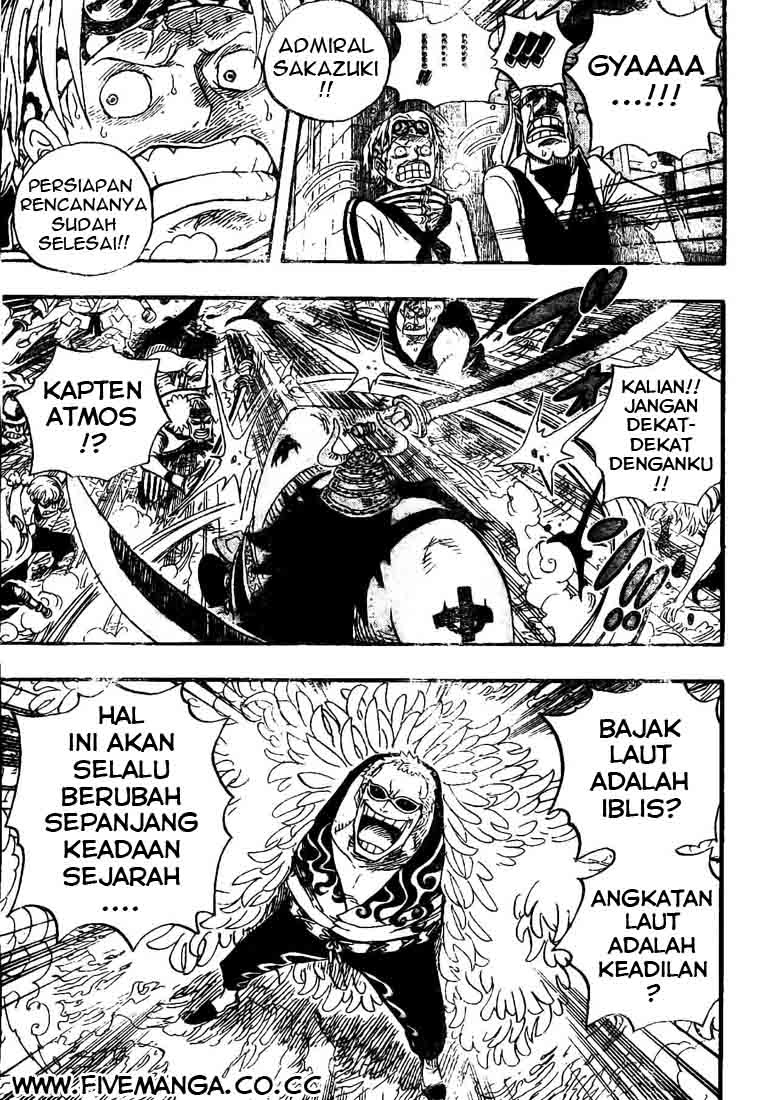 GYAAAA
...!!!
ADMIRAL
SAKAZUKI
!!
PERSIAPAN
RENCANANYA
SUDAH
SELESAI!!
KALIAN!!
JANGAN
DEKAT-
DEKAT
DENGANKU
!!
KAPTEN
ATMOS
!?
BAJAK
LAUT
ADALAH
IBLIS?
ANGKATAN
LAUT
ADALAH
KEADILAN
?
HAL
INI AKAN
SELALU
BERUBAH
SEPANJANG
KEADAAN
SEJARAH
....
WWW.FIVEMANGA.CO.CC